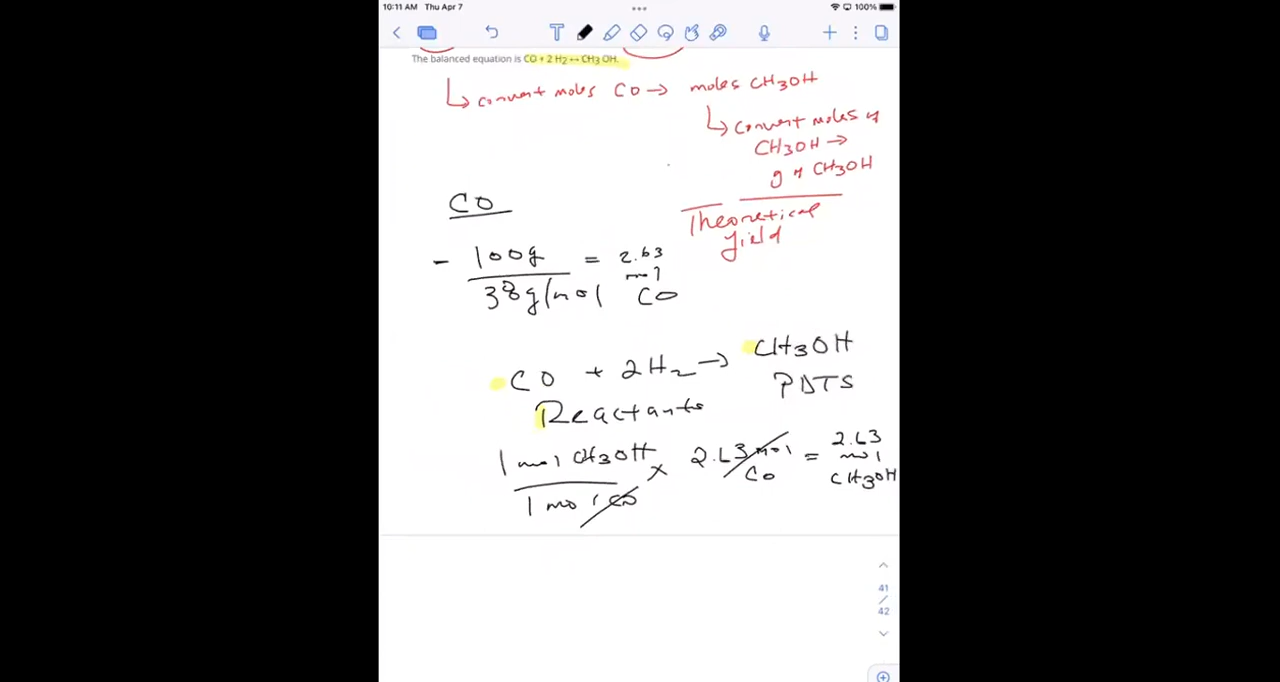 10:11 AM Thu Apr 7
100%
The balanced equation is CO + 2 H2 ↔ CH3 OH.
↳ convert moles CO → moles CH3OH
↳ convert moles of
CH3OH →
g of CH3OH
Theoretical
yield
CO
- 100g = 2.63
38g/mol mol
CO
CO + 2H2 → CH3OH
Reactants PDTS
1 mol CH3OH x 2.63 mol = 2.63
1 mol CO CO mol
CH3OH
41
/
42